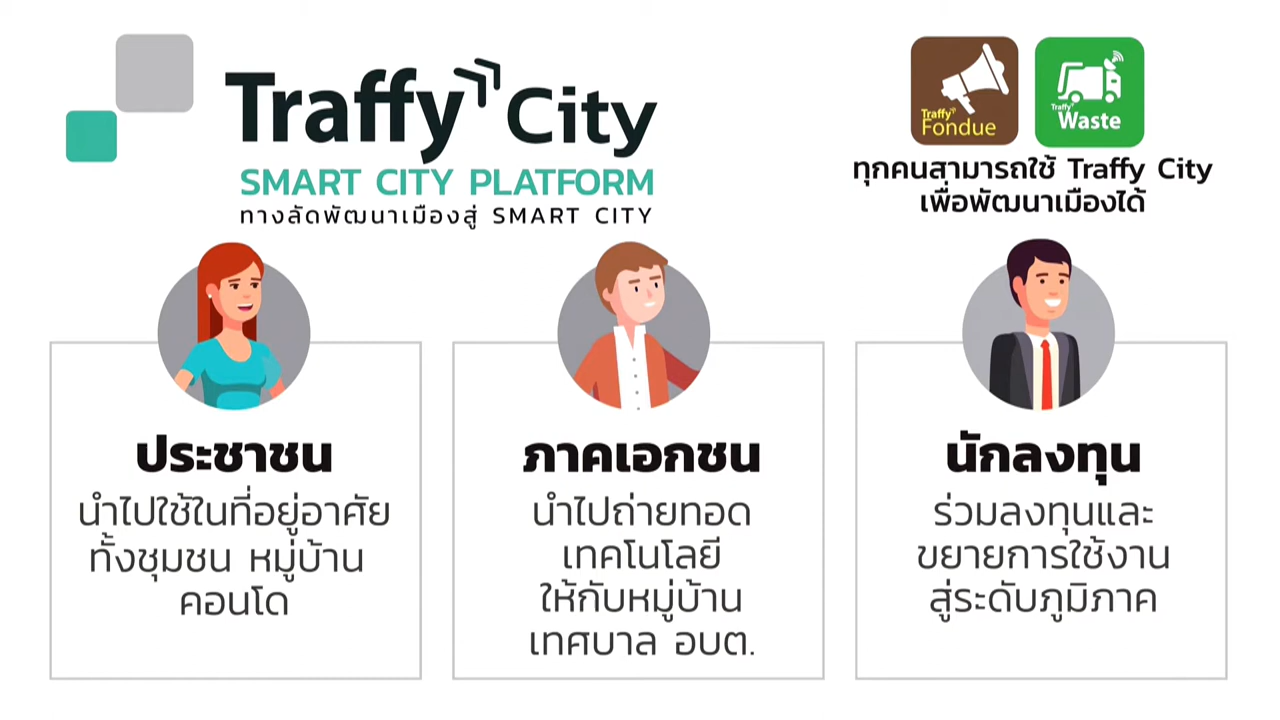 Traffy City
SMART CITY PLATFORM
ทางลัดพัฒนาเมืองสู่ SMART CITY
Traffy
Fondue
Traffy
Waste
ทุกคนสามารถใช้ Traffy City
เพื่อพัฒนาเมืองได้
ประชาชน
นำไปใช้ในที่อยู่อาศัย
ทั้งชุมชน หมู่บ้าน
คอนโด
ภาคเอกชน
นำไปถ่ายทอด
เทคโนโลยี
ให้กับหมู่บ้าน
เทศบาล อบต.
นักลงทุน
ร่วมลงทุนและ
ขยายการใช้งาน
สู่ระดับภูมิภาค